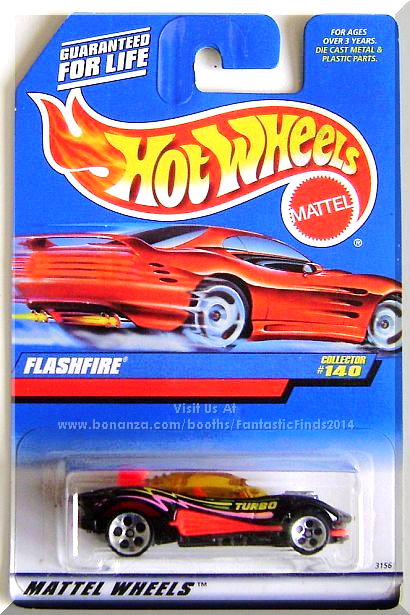 GUARANTEED
FOR LIFE
FOR AGES
OVER 3 YEARS.
DIE CAST METAL &
PLASTIC PARTS.
HOT WHEELS
MATTEL
®
FLASHFIRE®
COLLECTOR
#140
Visit Us At
www.bonanza.com/booths/FantasticFinds2014
TURBO
3156
MATTEL WHEELS™